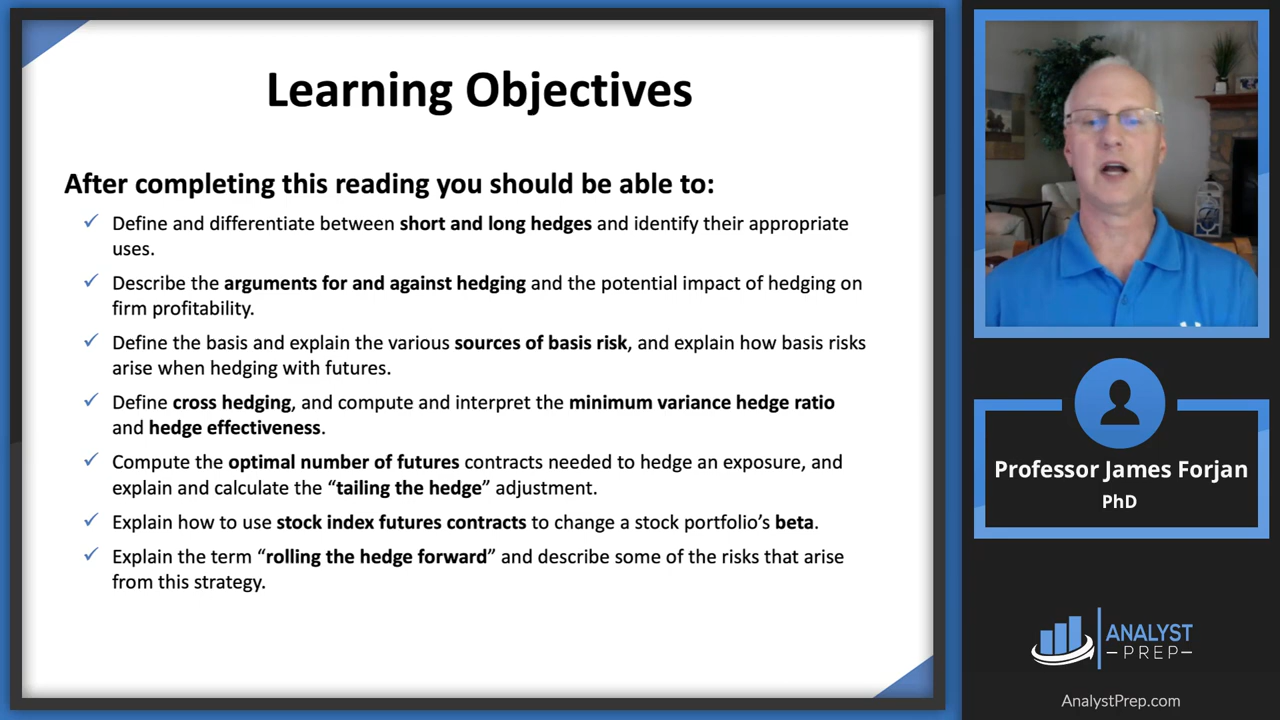 Learning Objectives
After completing this reading you should be able to:
✓ Define and differentiate between short and long hedges and identify their appropriate
uses.
✓ Describe the arguments for and against hedging and the potential impact of hedging on
firm profitability.
✓ Define the basis and explain the various sources of basis risk, and explain how basis risks
arise when hedging with futures.
✓ Define cross hedging, and compute and interpret the minimum variance hedge ratio
and hedge effectiveness.
✓ Compute the optimal number of futures contracts needed to hedge an exposure, and
explain and calculate the “tailing the hedge” adjustment.
✓ Explain how to use stock index futures contracts to change a stock portfolio’s beta.
✓ Explain the term “rolling the hedge forward” and describe some of the risks that arise
from this strategy.
Professor James Forjan
PhD
ANALYST
PREP
AnalystPrep.com